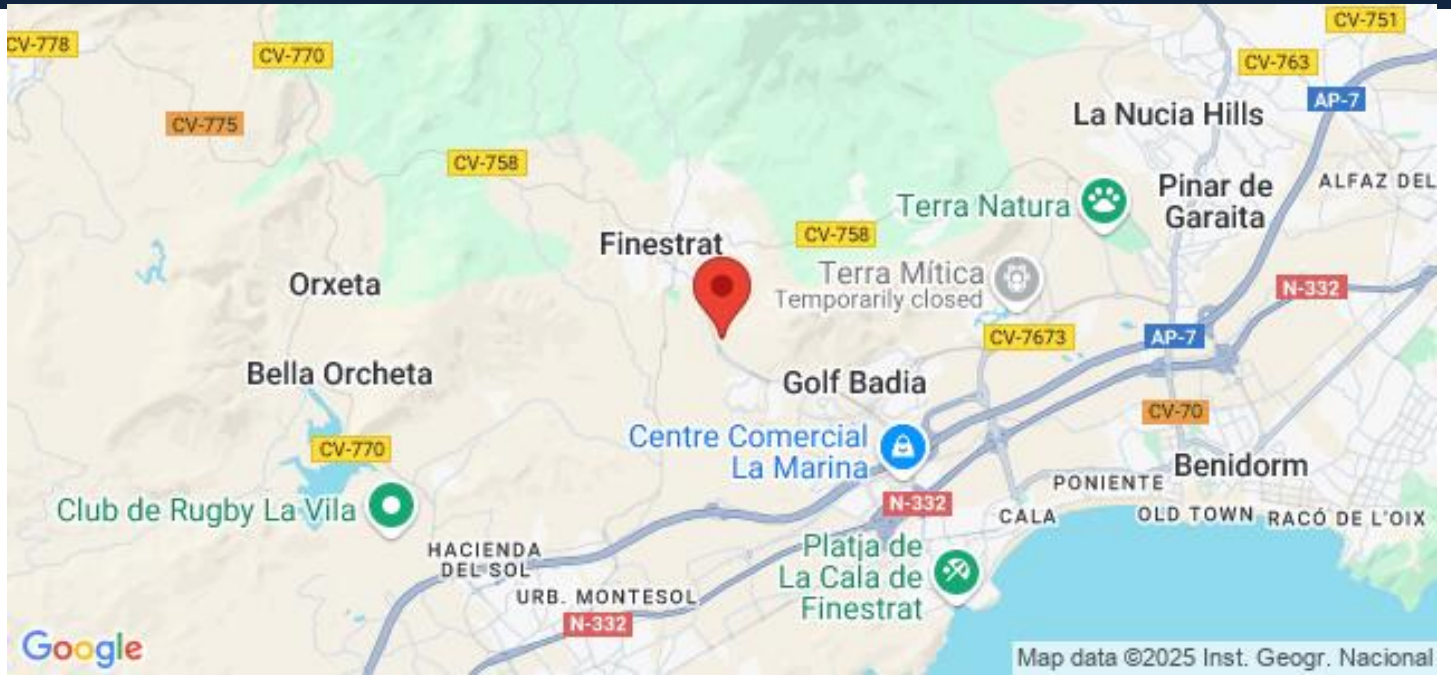 CV-751
CV-778
CV-770
CV-763
AP-7
La Nucia Hills
CV-775
CV-758
Pinar de
Garaita
ALFAZ DEL
Terra Natura
Finestrat
CV-758
Orxeta
Terra Mítica
Temporarily closed
N-332
CV-7673
AP-7
Bella Orcheta
Golf Badia
CV-70
Centre Comercial
La Marina
CV-770
Benidorm
PONIENTE
Club de Rugby La Vila
N-332
CALA
OLD TOWN
RACÓ DE L'OIX
HACIENDA
DEL SOL
Platja de
La Cala de
Finestrat
URB. MONTESOL
N-332
Google
Map data ©2025 Inst. Geogr. Nacional